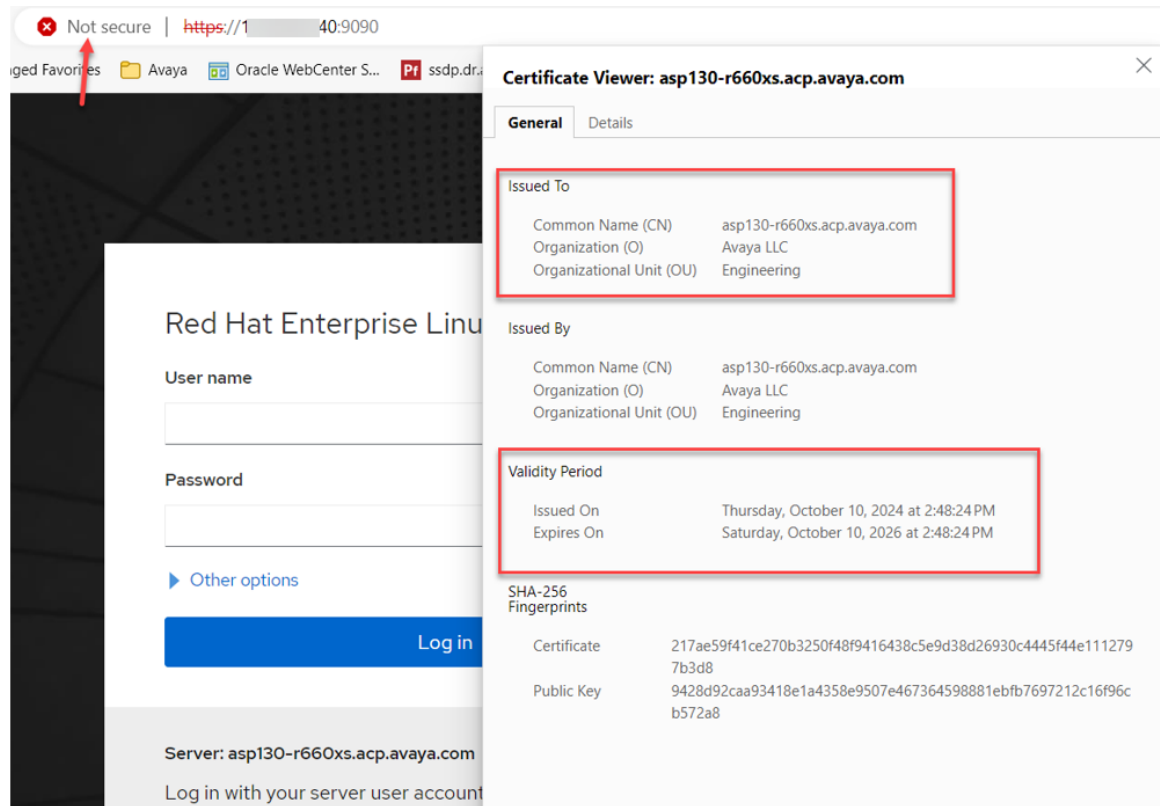 Not secure | https://1 40:9090
aged Favorites Avaya Oracle WebCenter S... Pf ssdp.dr.a
Certificate Viewer: asp130-r660xs.acp.avaya.com
General Details
Issued To
Common Name (CN) asp130-r660xs.acp.avaya.com
Organization (O) Avaya LLC
Organizational Unit (OU) Engineering
Issued By
Common Name (CN) asp130-r660xs.acp.avaya.com
Organization (O) Avaya LLC
Organizational Unit (OU) Engineering
Validity Period
Issued On Thursday, October 10, 2024 at 2:48:24 PM
Expires On Saturday, October 10, 2026 at 2:48:24 PM
SHA-256
Fingerprints
Certificate 217ae59f41ce270b3250f48f9416438c5e9d38d26930c4445f44e111279
7b3d8
Public Key 9428d92caa93418e1a4358e9507e467364598881ebfb7697212c16f96c
b572a8
Red Hat Enterprise Linu
User name
Password
Other options
Log in
Server: asp130-r660xs.acp.avaya.com
Log in with your server user account